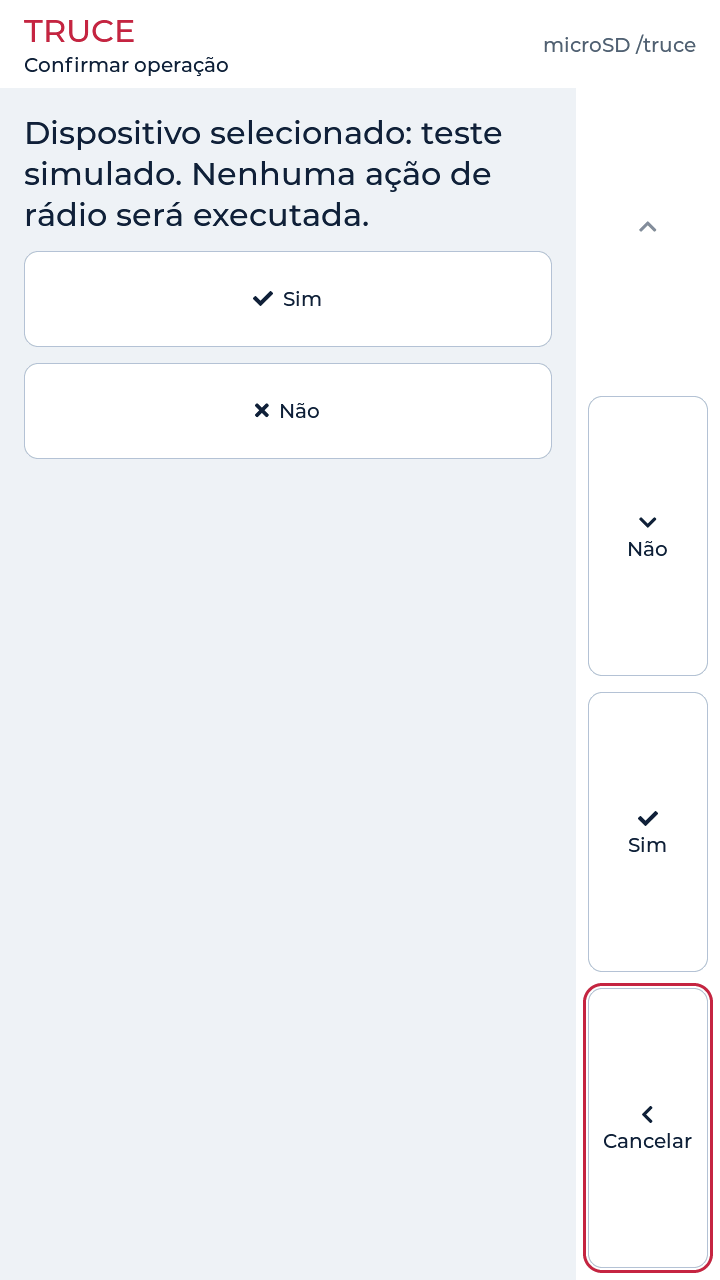 TRUCE
Confirmar operação
microSD /truce
Dispositivo selecionado: teste
simulado. Nenhuma ação de
rádio será executada.
Sim
Não
Não
Sim
Cancelar